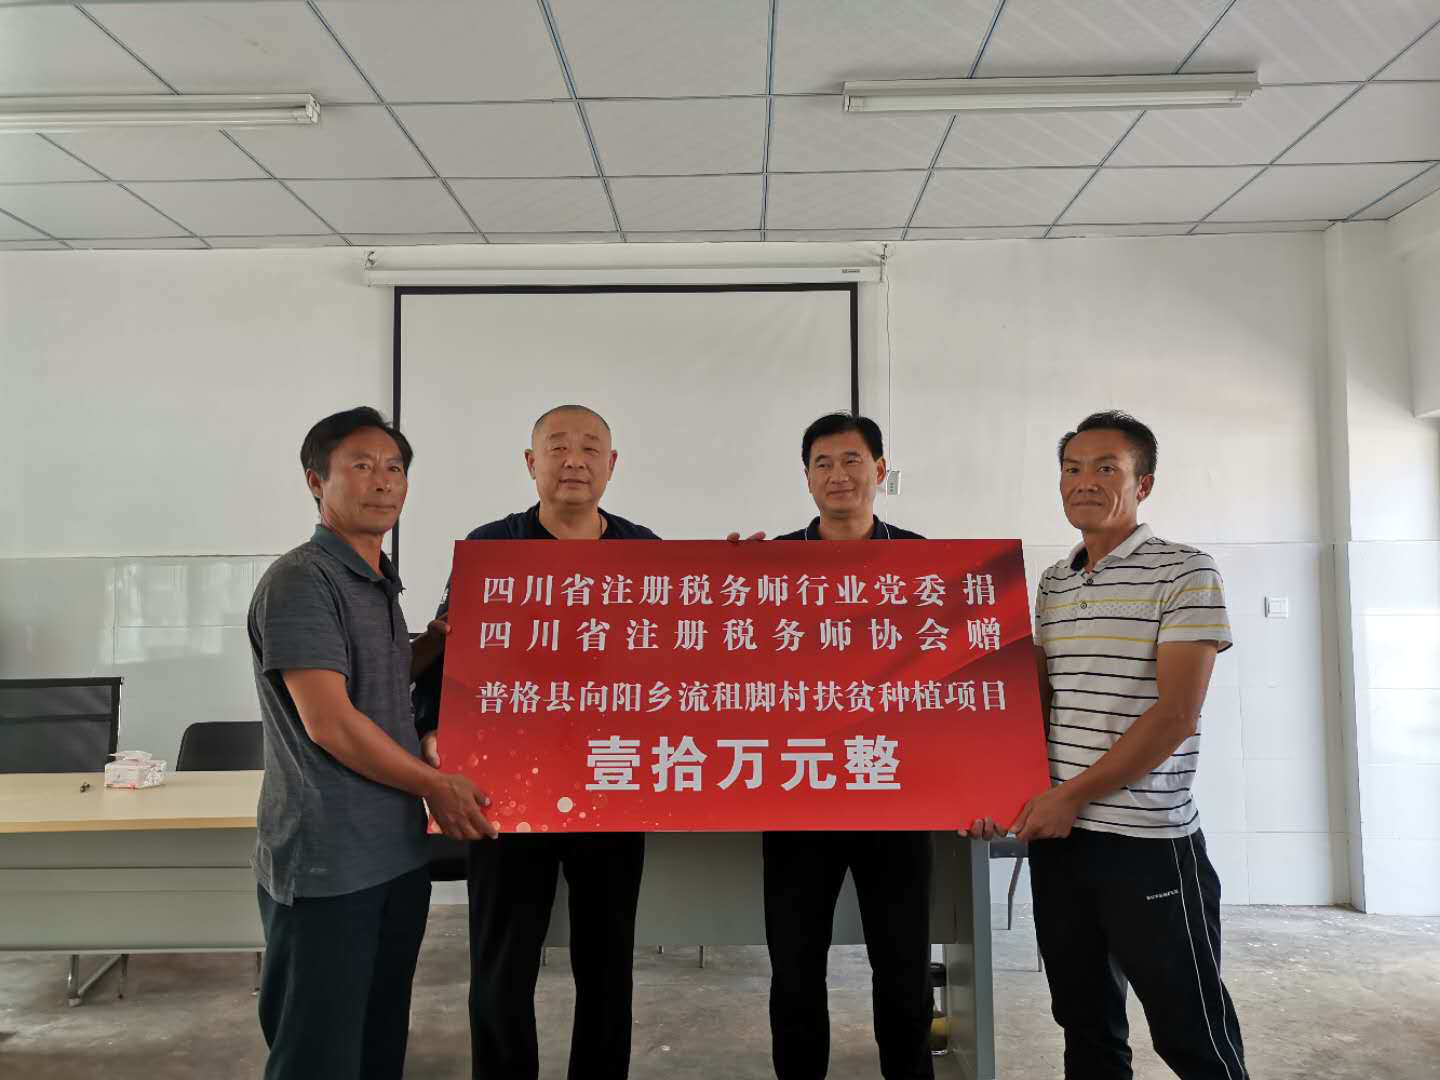 四川省注册税务师行业党委 捐
四川省注册税务师协会 赠
普格县向阳乡流租脚村扶贫种植项目
壹拾万元整